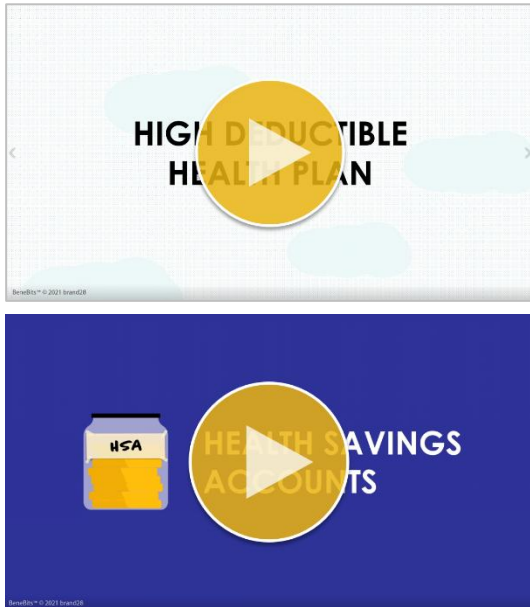 HIGH DEDUCTIBLE
HEALTH PLAN
BeneBits™ © 2021 brand28
HSA
HEALTH SAVINGS
ACCOUNTS
BeneBits™ © 2021 brand28